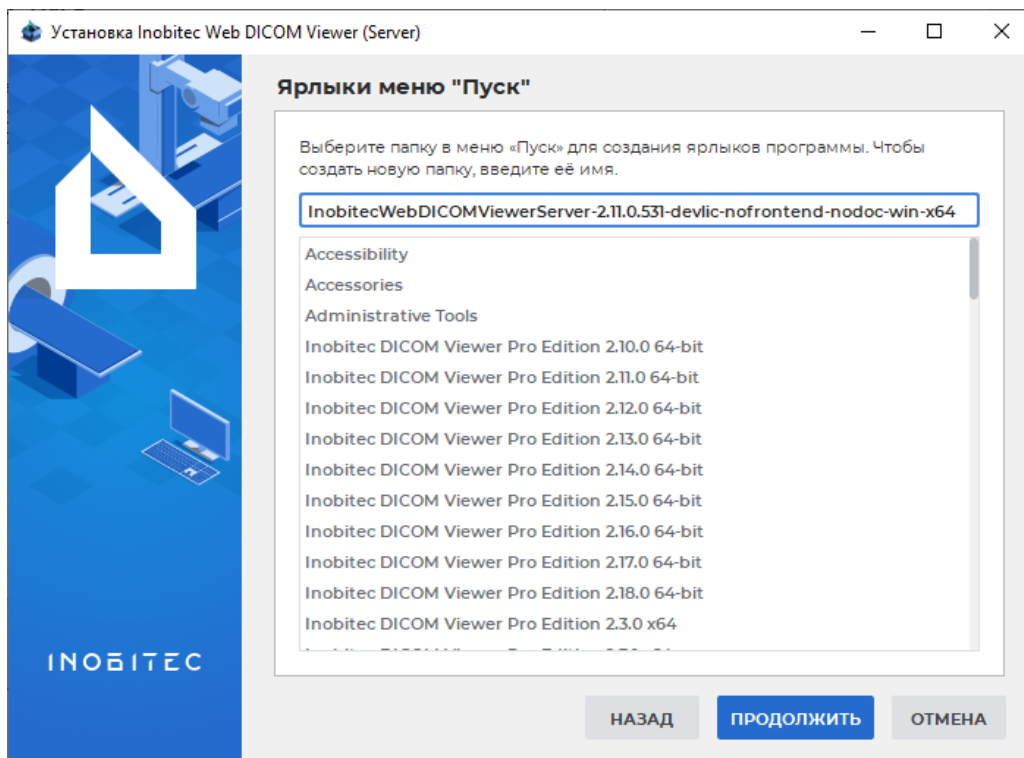 Установка Inobitec Web DICOM Viewer (Server)
Ярлыки меню "Пуск"
Выберите папку в меню «Пуск» для создания ярлыков программы. Чтобы
создать новую папку, введите её имя.
InobitecWebDICOMViewerServer-2.11.0.531-devlic-nofrontend-nodoc-win-x64
Accessibility
Accessories
Administrative Tools
Inobitec DICOM Viewer Pro Edition 2.10.0 64-bit
Inobitec DICOM Viewer Pro Edition 2.11.0 64-bit
Inobitec DICOM Viewer Pro Edition 2.12.0 64-bit
Inobitec DICOM Viewer Pro Edition 2.13.0 64-bit
Inobitec DICOM Viewer Pro Edition 2.14.0 64-bit
Inobitec DICOM Viewer Pro Edition 2.15.0 64-bit
Inobitec DICOM Viewer Pro Edition 2.16.0 64-bit
Inobitec DICOM Viewer Pro Edition 2.17.0 64-bit
Inobitec DICOM Viewer Pro Edition 2.18.0 64-bit
Inobitec DICOM Viewer Pro Edition 2.3.0 x64
INOBITEC
НАЗАД
ПРОДОЛЖИТЬ
ОТМЕНА